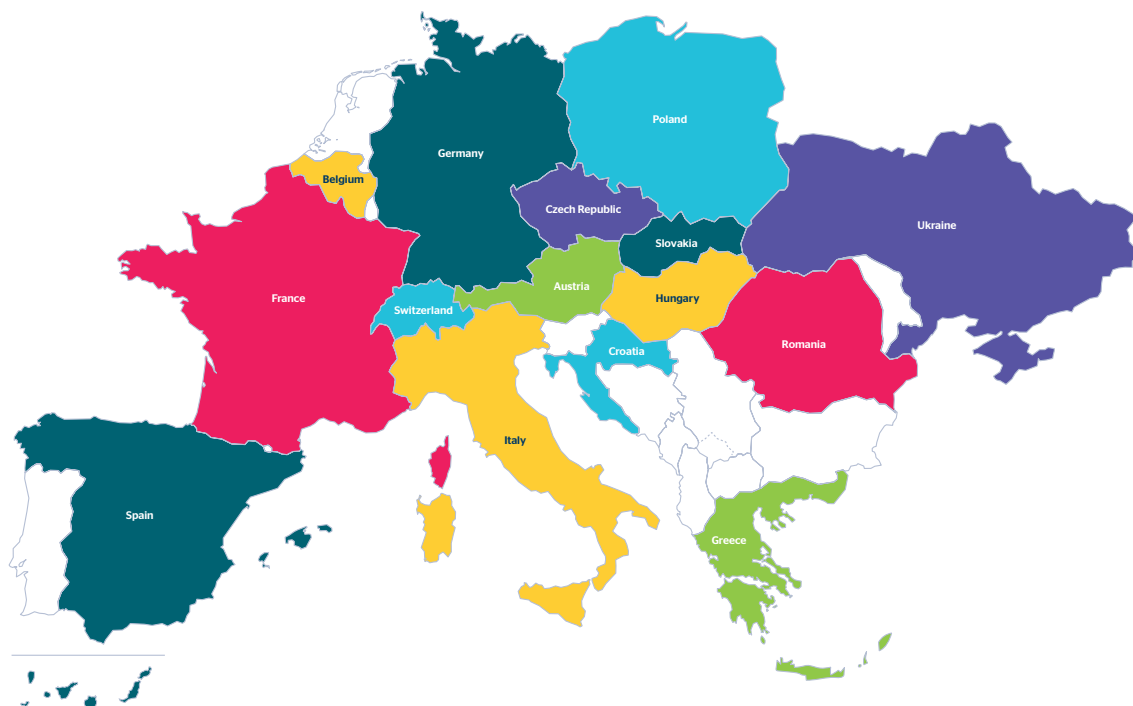 Poland
Germany
Belgium
Czech Republic
Ukraine
Slovakia
Austria
France
Hungary
Switzerland
Romania
Croatia
Italy
Spain
Greece